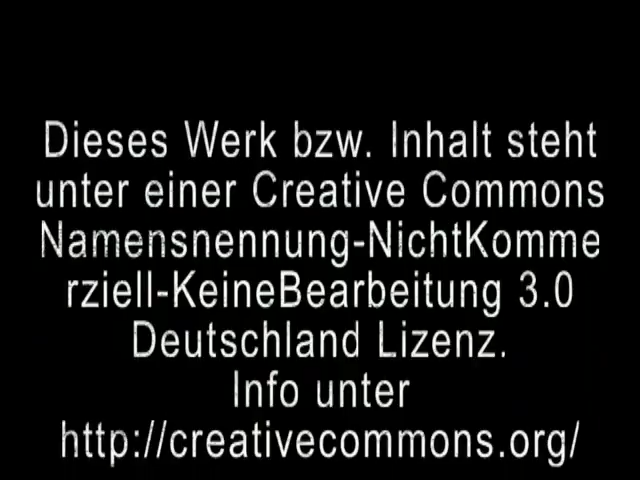 Dieses Werk bzw. Inhalt steht
unter einer Creative Commons
Namensnennung-NichtKomme
rziell-KeineBearbeitung 3.0
Deutschland Lizenz.
Info unter
http://creativecommons.org/